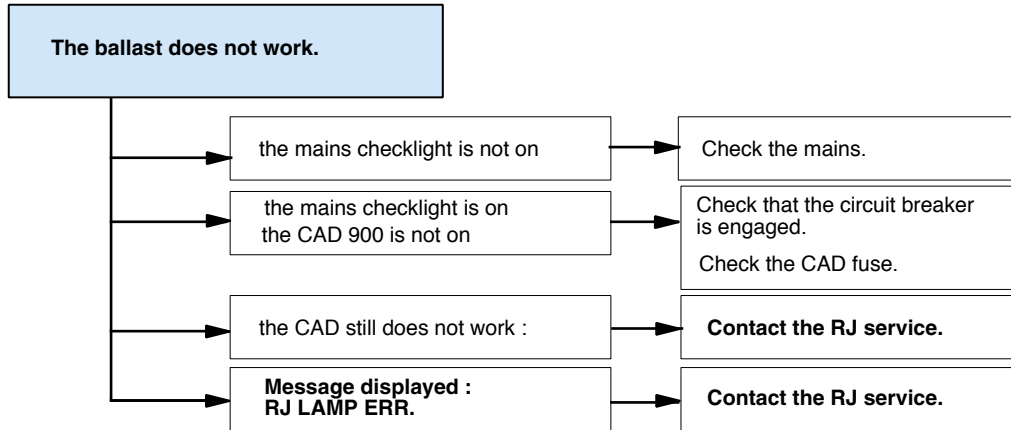 The ballast does not work.
the mains checklight is not on
Check the mains.
the mains checklight is on
the CAD 900 is not on
Check that the circuit breaker
is engaged.
Check the CAD fuse.
the CAD still does not work :
Contact the RJ service.
Message displayed :
RJ LAMP ERR.
Contact the RJ service.